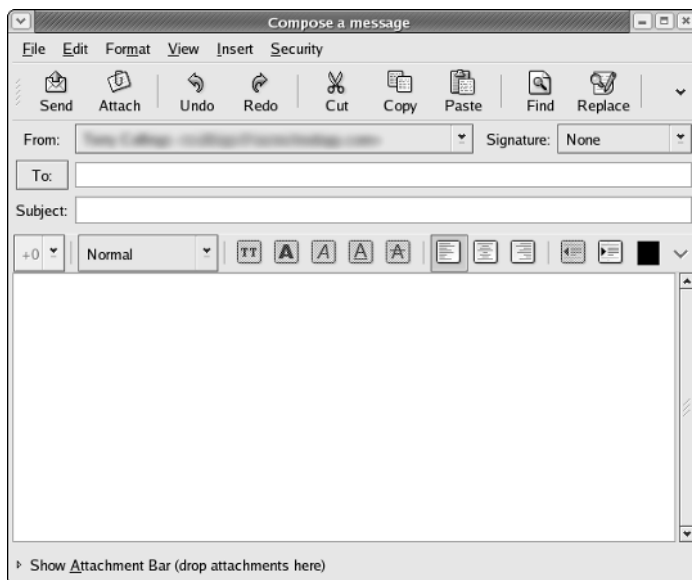 Compose a message
File Edit Format View Insert Security
Send Attach Undo Redo Cut Copy Paste Find Replace
From: Signature: None
To:
Subject:
+0 Normal TT A A A A
Show Attachment Bar (drop attachments here)